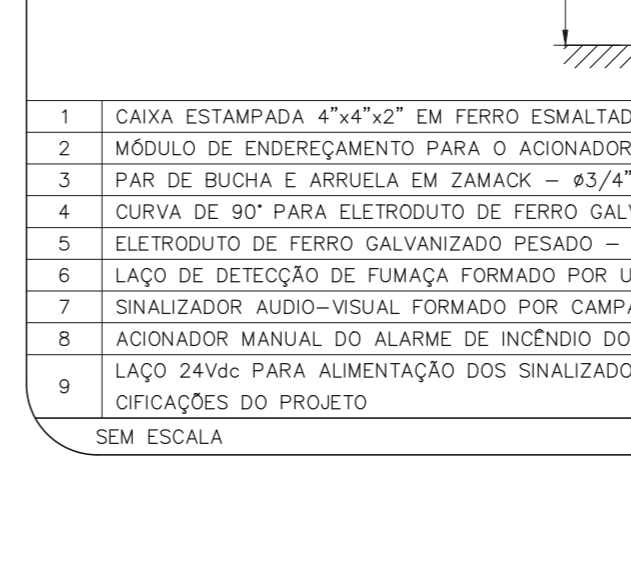 1 CAIXA ESTAMPADA 4"x4"x2" EM FERRO ESMALTAD
2 MÓDULO DE ENDEREÇAMENTO PARA O ACIONADOR
3 PAR DE BUCHA E ARRUELA EM ZAMACK – ø3/4"
4 CURVA DE 90° PARA ELETRODUTO DE FERRO GAL
5 ELETRODUTO DE FERRO GALVANIZADO PESADO –
6 LAÇO DE DETECÇÃO DE FUMAÇA FORMADO POR U
7 SINALIZADOR AUDIO–VISUAL FORMADO POR CAMPA
8 ACIONADOR MANUAL DO ALARME DE INCÊNDIO DO
9 LAÇO 24Vdc PARA ALIMENTAÇÃO DOS SINALIZADO
CIFICAÇÕES DO PROJETO
SEM ESCALA